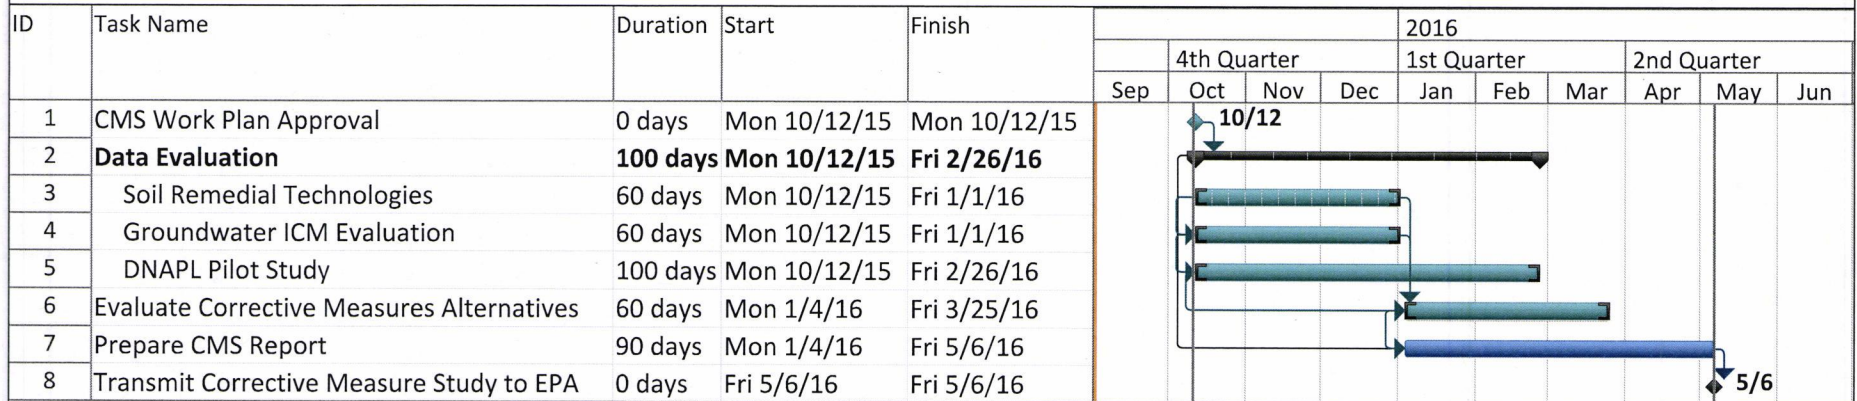 ID Task Name Duration Start Finish 2016
4th Quarter 1st Quarter 2nd Quarter
Sep Oct Nov Dec Jan Feb Mar Apr May Jun
1 CMS Work Plan Approval 0 days Mon 10/12/15 Mon 10/12/15 10/12
2 Data Evaluation 100 days Mon 10/12/15 Fri 2/26/16
3 Soil Remedial Technologies 60 days Mon 10/12/15 Fri 1/1/16
4 Groundwater ICM Evaluation 60 days Mon 10/12/15 Fri 1/1/16
5 DNAPL Pilot Study 100 days Mon 10/12/15 Fri 2/26/16
6 Evaluate Corrective Measures Alternatives 60 days Mon 1/4/16 Fri 3/25/16
7 Prepare CMS Report 90 days Mon 1/4/16 Fri 5/6/16
8 Transmit Corrective Measure Study to EPA 0 days Fri 5/6/16 Fri 5/6/16 5/6